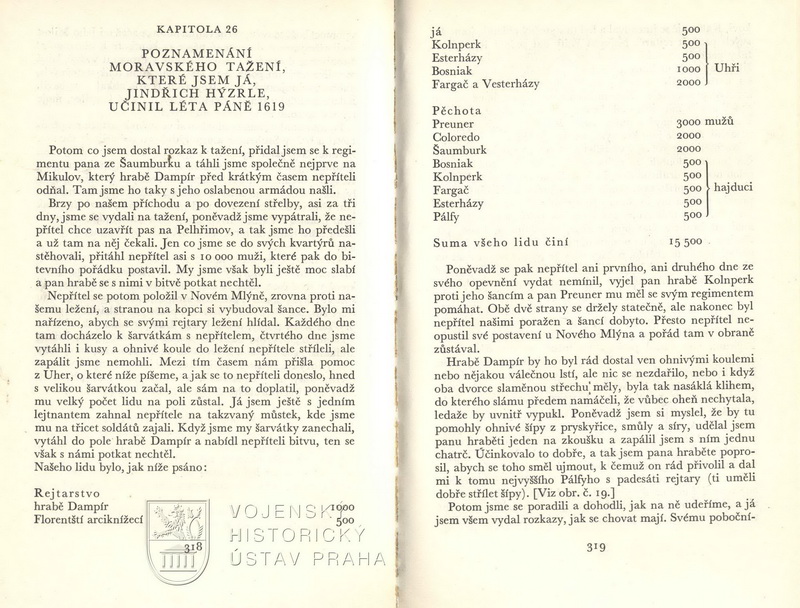 KAPITOLA 26
POZNAMENÁNÍ
MORAVSKÉHO TAŽENÍ,
KTERÉ JSEM JÁ,
JINDŘICH HÝZRLE,
UČINIL LÉTA PÁNĚ 1619
Potom co jsem dostal rozkaz k tažení, přidal jsem se k regi-
mentu pana ze Šaumburku a táhli jsme společně nejprve na
Mikulov, který hrabě Dampír před krátkým časem nepříteli
odňal. Tam jsme ho taky s jeho oslabenou armádou našli.
Brzy po našem příchodu a po dovezení střelby, asi za tři
dny, jsme se vydali na tažení, poněvadž jsme vypátrali, že ne-
přítel chce uzavřít pas na Pelhřimov, a tak jsme ho předešli
a už tam na něj čekali. Jen co jsme se do svých kvartýrů na-
stěhovali, přitáhl nepřítel asi s 10 000 muži, které pak do bi-
tevního pořádku postavil. My jsme však byli ještě moc slabí
a pan hrabě se s nimi v bitvě potkat nechtěl.
Nepřítel se potom položil v Novém Mlýně, zrovna proti na-
šemu ležení, a stranou na kopci si vybudoval šance. Bylo mi
nařízeno, abych se svými rejtary ležení hlídal. Každého dne
tam docházelo k šarvátkám s nepřítelem, čtvrtého dne jsme
vytáhli i kusy a ohnivé koule do ležení nepřítele stříleli, ale
zapálit jsme nemohli. Mezi tím časem nám přišla pomoc
z Uher, o které níže píšeme, a jak se to nepříteli doneslo, hned
s velikou šarvátkou začal, ale sám na to doplatil, poněvadž
mu velký počet lidu na poli zůstal. Já jsem ještě s jedním
lejtnantem zahnal nepřítele na takzvaný můstek, kde jsme
mu na třicet soldátů zajali. Když jsme my šarvátky zanechali,
vytáhl do pole hrabě Dampír a nabídl nepříteli bitvu, ten se
však s námi potkat nechtěl.
Našeho lidu bylo, jak níže psáno:
Rejtarstvo
hrabě Dampír 1000
Florentští arciknížecí 500
318
VOJENSKÝ
HISTORICKÝ
ÚSTAV PRAHA
já 500
Kolnperk 500
Esterházy 500
Bosniak 1000 Uhři
Fargač a Vesterházy 2000
Pěchota
Preuner 3000 mužů
Coloredo 2000
Šaumburk 2000
Bosniak 500
Kolnperk 500
Fargač 500 hajduci
Esterházy 500
Pálfy 500
Suma všeho lidu činí 15 500
Poněvadž se pak nepřítel ani prvního, ani druhého dne ze
svého opevnění vydat nemínil, vyjel pan hrabě Kolnperk
proti jeho šancím a pan Preuner mu měl se svým regimentem
pomáhat. Obě dvě strany se držely statečně, ale nakonec byl
nepřítel našimi poražen a šancí dobyto. Přesto nepřítel ne-
opustil své postavení u Nového Mlýna a pořád tam v obraně
zůstával.
Hrabě Dampír by ho byl rád dostal ven ohnivými koulemi
nebo nějakou válečnou lstí, ale nic se nezdařilo, nebo i když
oba dvorce slaměnou střechu měly, byla tak nasáklá klihem,
do kterého slámu předem namáčeli, že vůbec oheň nechytala,
ledaže by uvnitř vypukl. Poněvadž jsem si myslel, že by tu
pomohly ohnivé šípy z pryskyřice, smůly a síry, udělal jsem
panu hraběti jeden na zkoušku a zapálil jsem s ním jednu
chatrč. Účinkovalo to dobře, a tak jsem pana hraběte popro-
sil, abych se toho směl ujmout, k čemuž on rád přivolil a dal
mi k tomu nejvyššího Pálfyho s padesáti rejtary (ti uměli
dobře střílet šípy). [Viz obr. č. 19.]
Potom jsme se poradili a dohodli, jak na ně udeříme, a já
jsem všem vydal rozkazy, jak se chovat mají. Svému poboční-
319